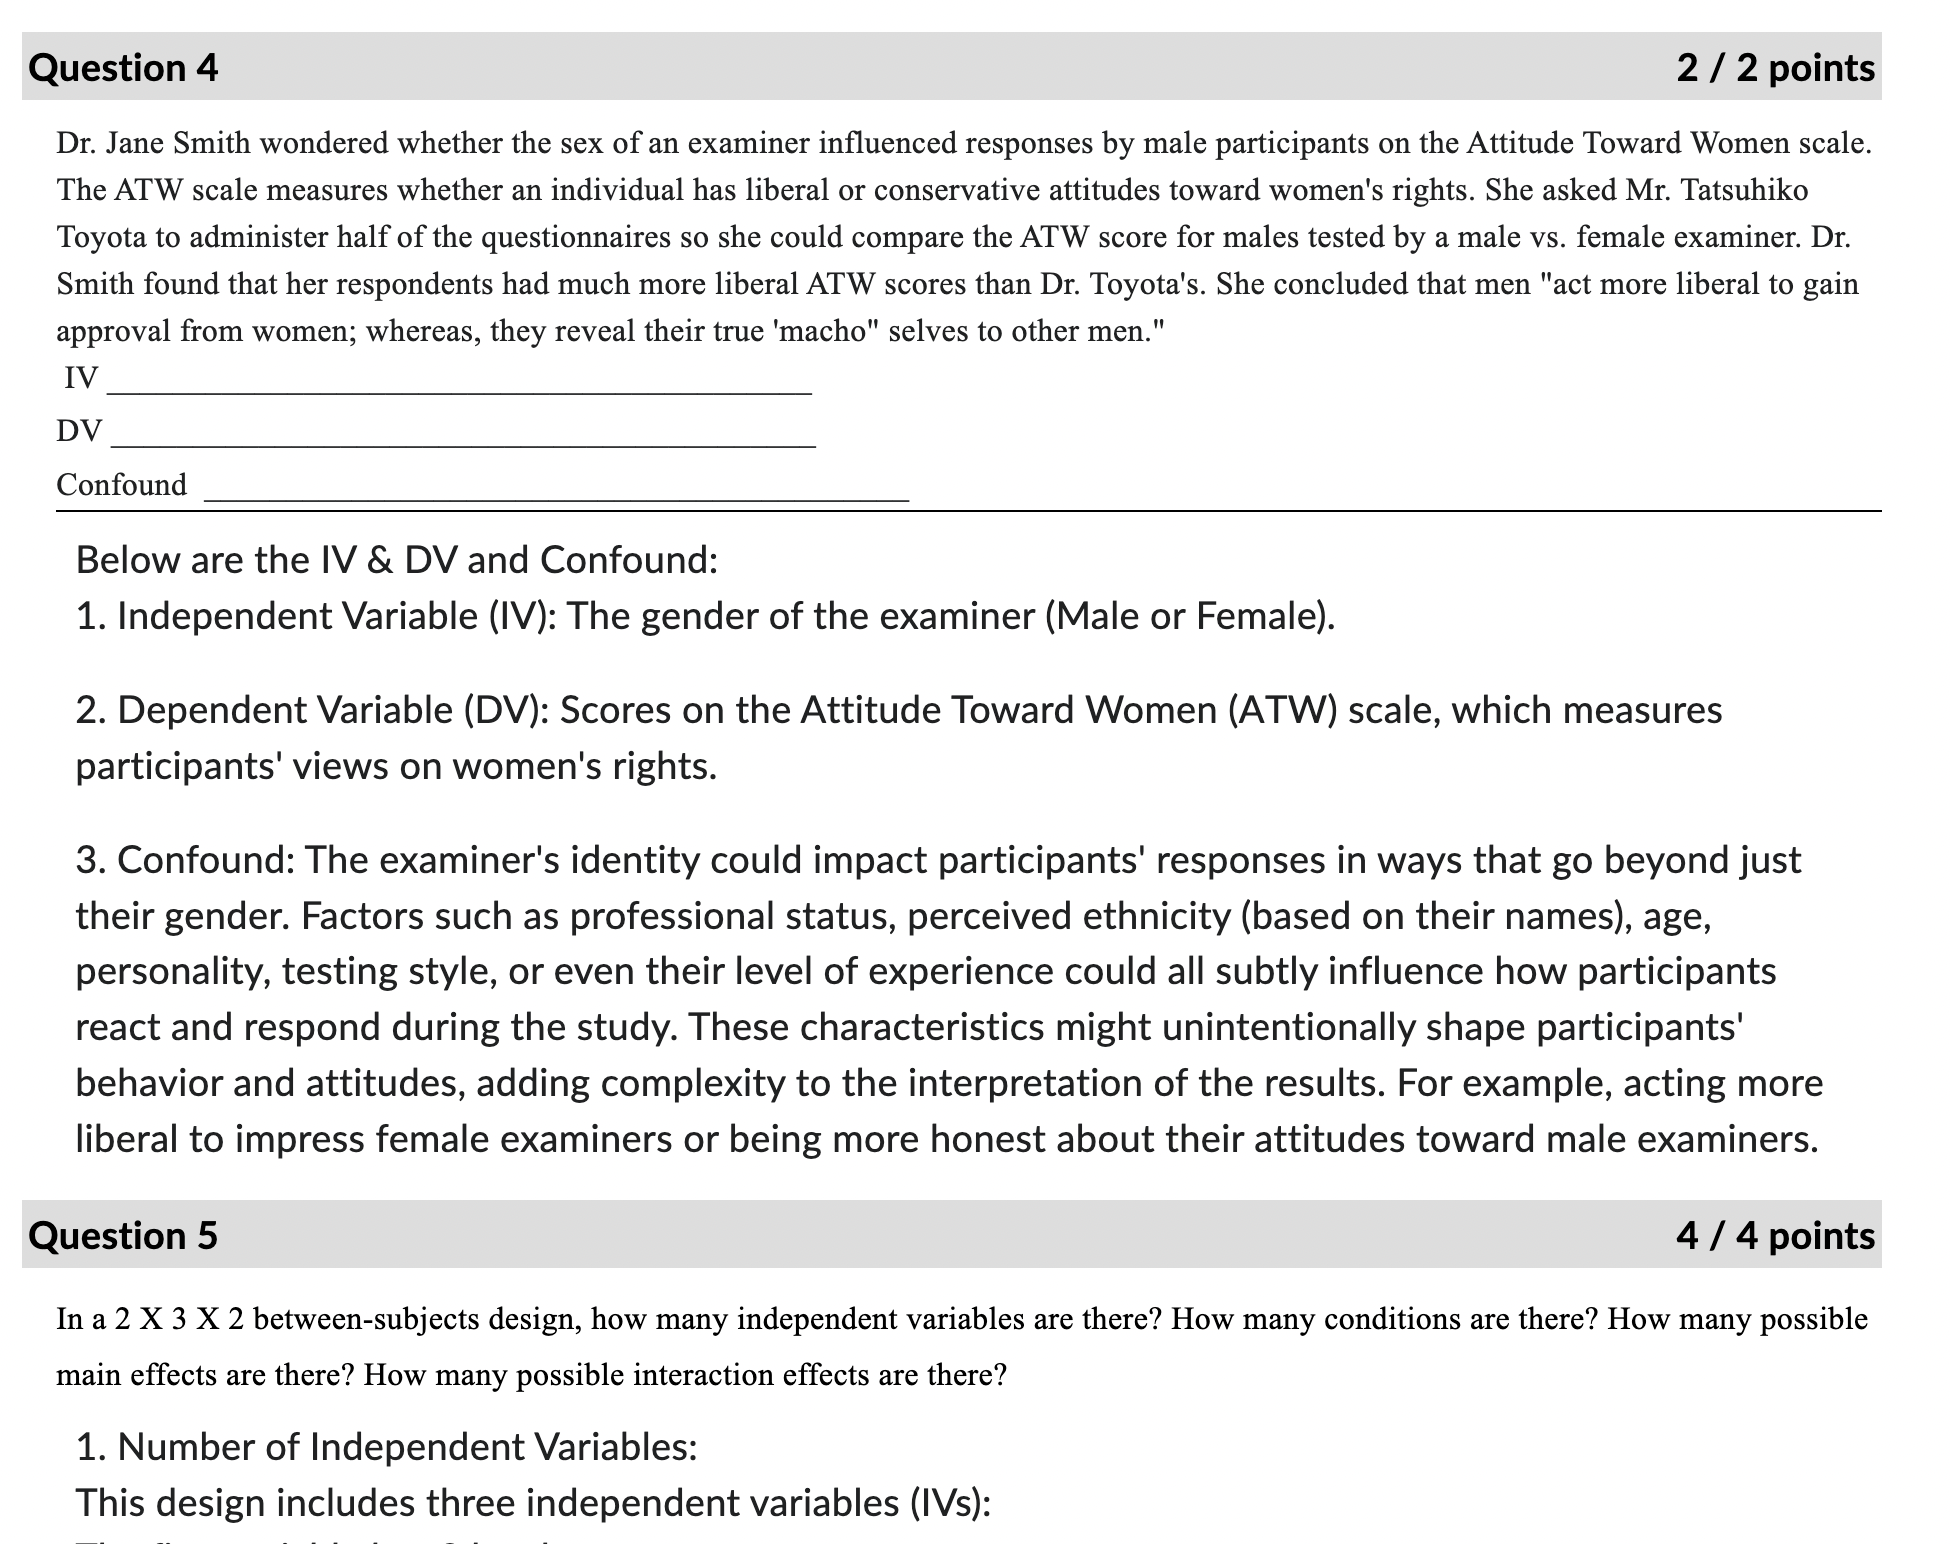 Question 4 2 / 2 points
Dr. Jane Smith wondered whether the sex of an examiner influenced responses by male participants on the Attitude Toward Women scale.
The ATW scale measures whether an individual has liberal or conservative attitudes toward women's rights. She asked Mr. Tatsuhiko
Toyota to administer half of the questionnaires so she could compare the ATW score for males tested by a male vs. female examiner. Dr.
Smith found that her respondents had much more liberal ATW scores than Dr. Toyota's. She concluded that men "act more liberal to gain
approval from women; whereas, they reveal their true 'macho" selves to other men."
IV ____________________________________________
DV ____________________________________________
Confound ____________________________________________
Below are the IV & DV and Confound:
1. Independent Variable (IV): The gender of the examiner (Male or Female).
2. Dependent Variable (DV): Scores on the Attitude Toward Women (ATW) scale, which measures
participants' views on women's rights.
3. Confound: The examiner's identity could impact participants' responses in ways that go beyond just
their gender. Factors such as professional status, perceived ethnicity (based on their names), age,
personality, testing style, or even their level of experience could all subtly influence how participants
react and respond during the study. These characteristics might unintentionally shape participants'
behavior and attitudes, adding complexity to the interpretation of the results. For example, acting more
liberal to impress female examiners or being more honest about their attitudes toward male examiners.
Question 5 4 / 4 points
In a 2 X 3 X 2 between-subjects design, how many independent variables are there? How many conditions are there? How many possible
main effects are there? How many possible interaction effects are there?
1. Number of Independent Variables:
This design includes three independent variables (IVs):